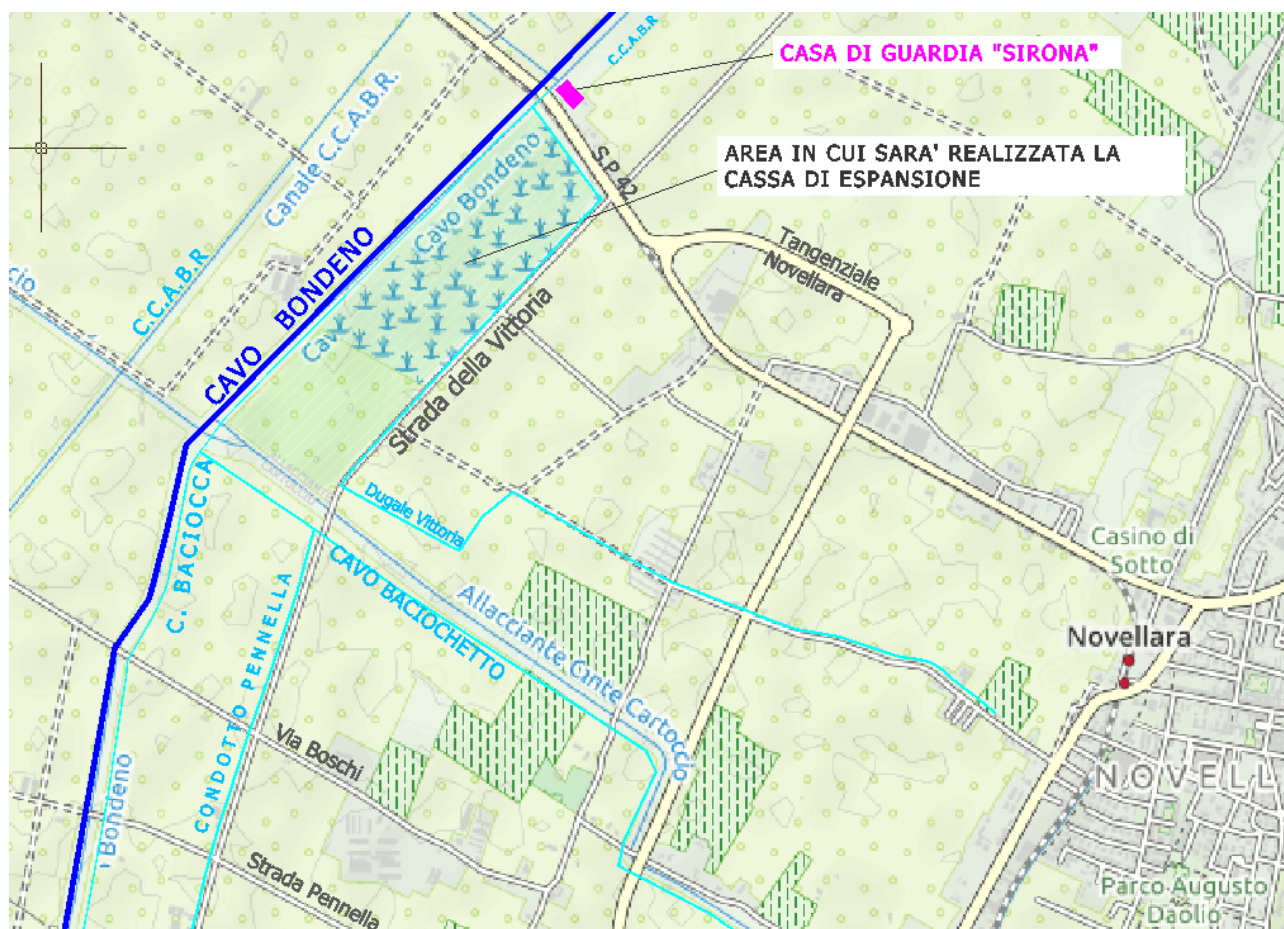 CASA DI GUARDIA "SIRONA"
C.C.A.B.R
Canale C.C.A.B.R.
S.P. 42
AREA IN CUI SARA' REALIZZATA LA
CASSA DI ESPANSIONE
Cavo Bondeno
Tangenziale
Novellara
C.C.A.B.R
CAVO BONDENO
Cavo
Strada della Vittoria
C. BACIOCCA
Dugale Vittoria
CAVO BACIOCHETTO
Casino di
Sotto
Allacciante Cinte Cartoccio
Novellara
CONDOTTO PENNELLA
Via Boschi
Bondeno
NOVELL
Strada Pennella
Parco Augusto
Daolio